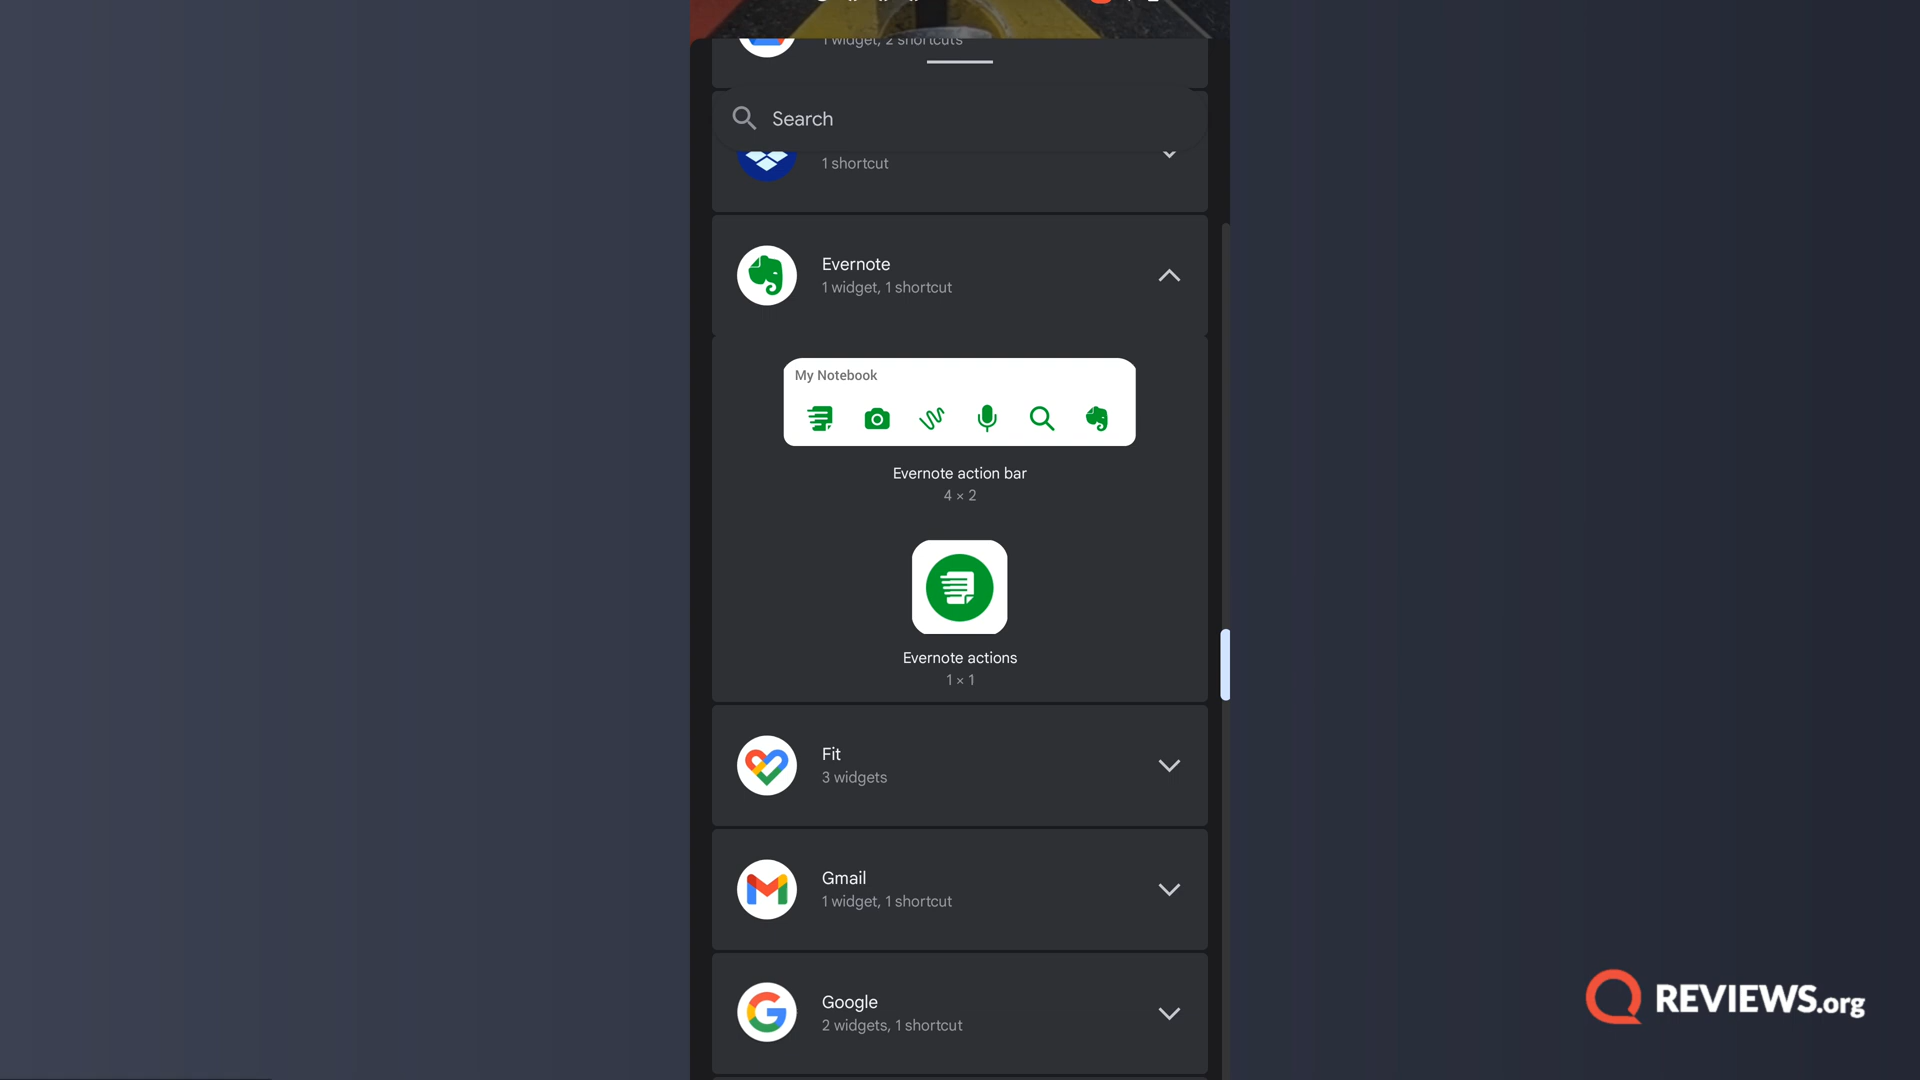 1 widget, 2 shortcuts
Search
1 shortcut
Evernote
1 widget, 1 shortcut
My Notebook
Evernote action bar
4 × 2
Evernote actions
1 × 1
Fit
3 widgets
Gmail
1 widget, 1 shortcut
Google
2 widgets, 1 shortcut
REVIEWS.org